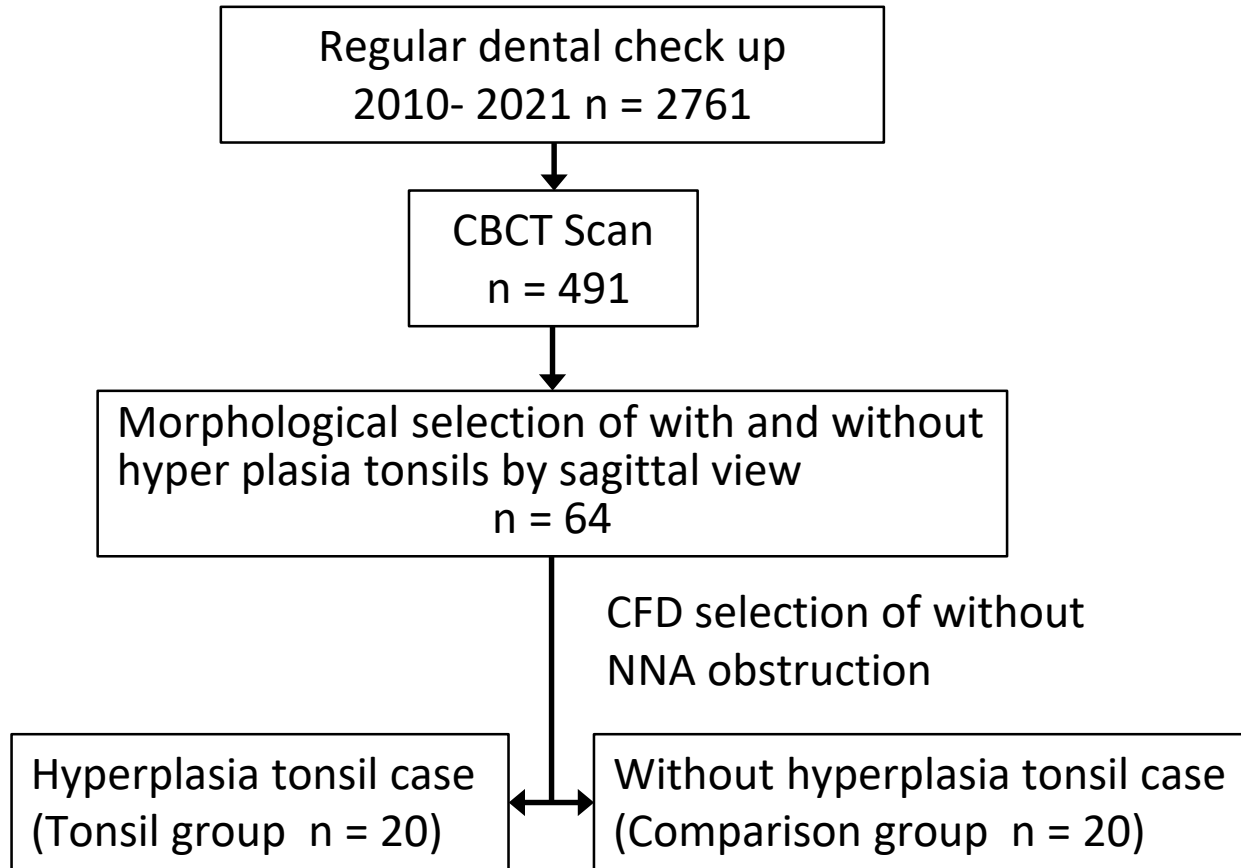 Regular dental check up
2010- 2021 n = 2761
CBCT Scan
n = 491
Morphological selection of with and without
hyper plasia tonsils by sagittal view
n = 64
CFD selection of without
NNA obstruction
Hyperplasia tonsil case
(Tonsil group n = 20)
Without hyperplasia tonsil case
(Comparison group n = 20)